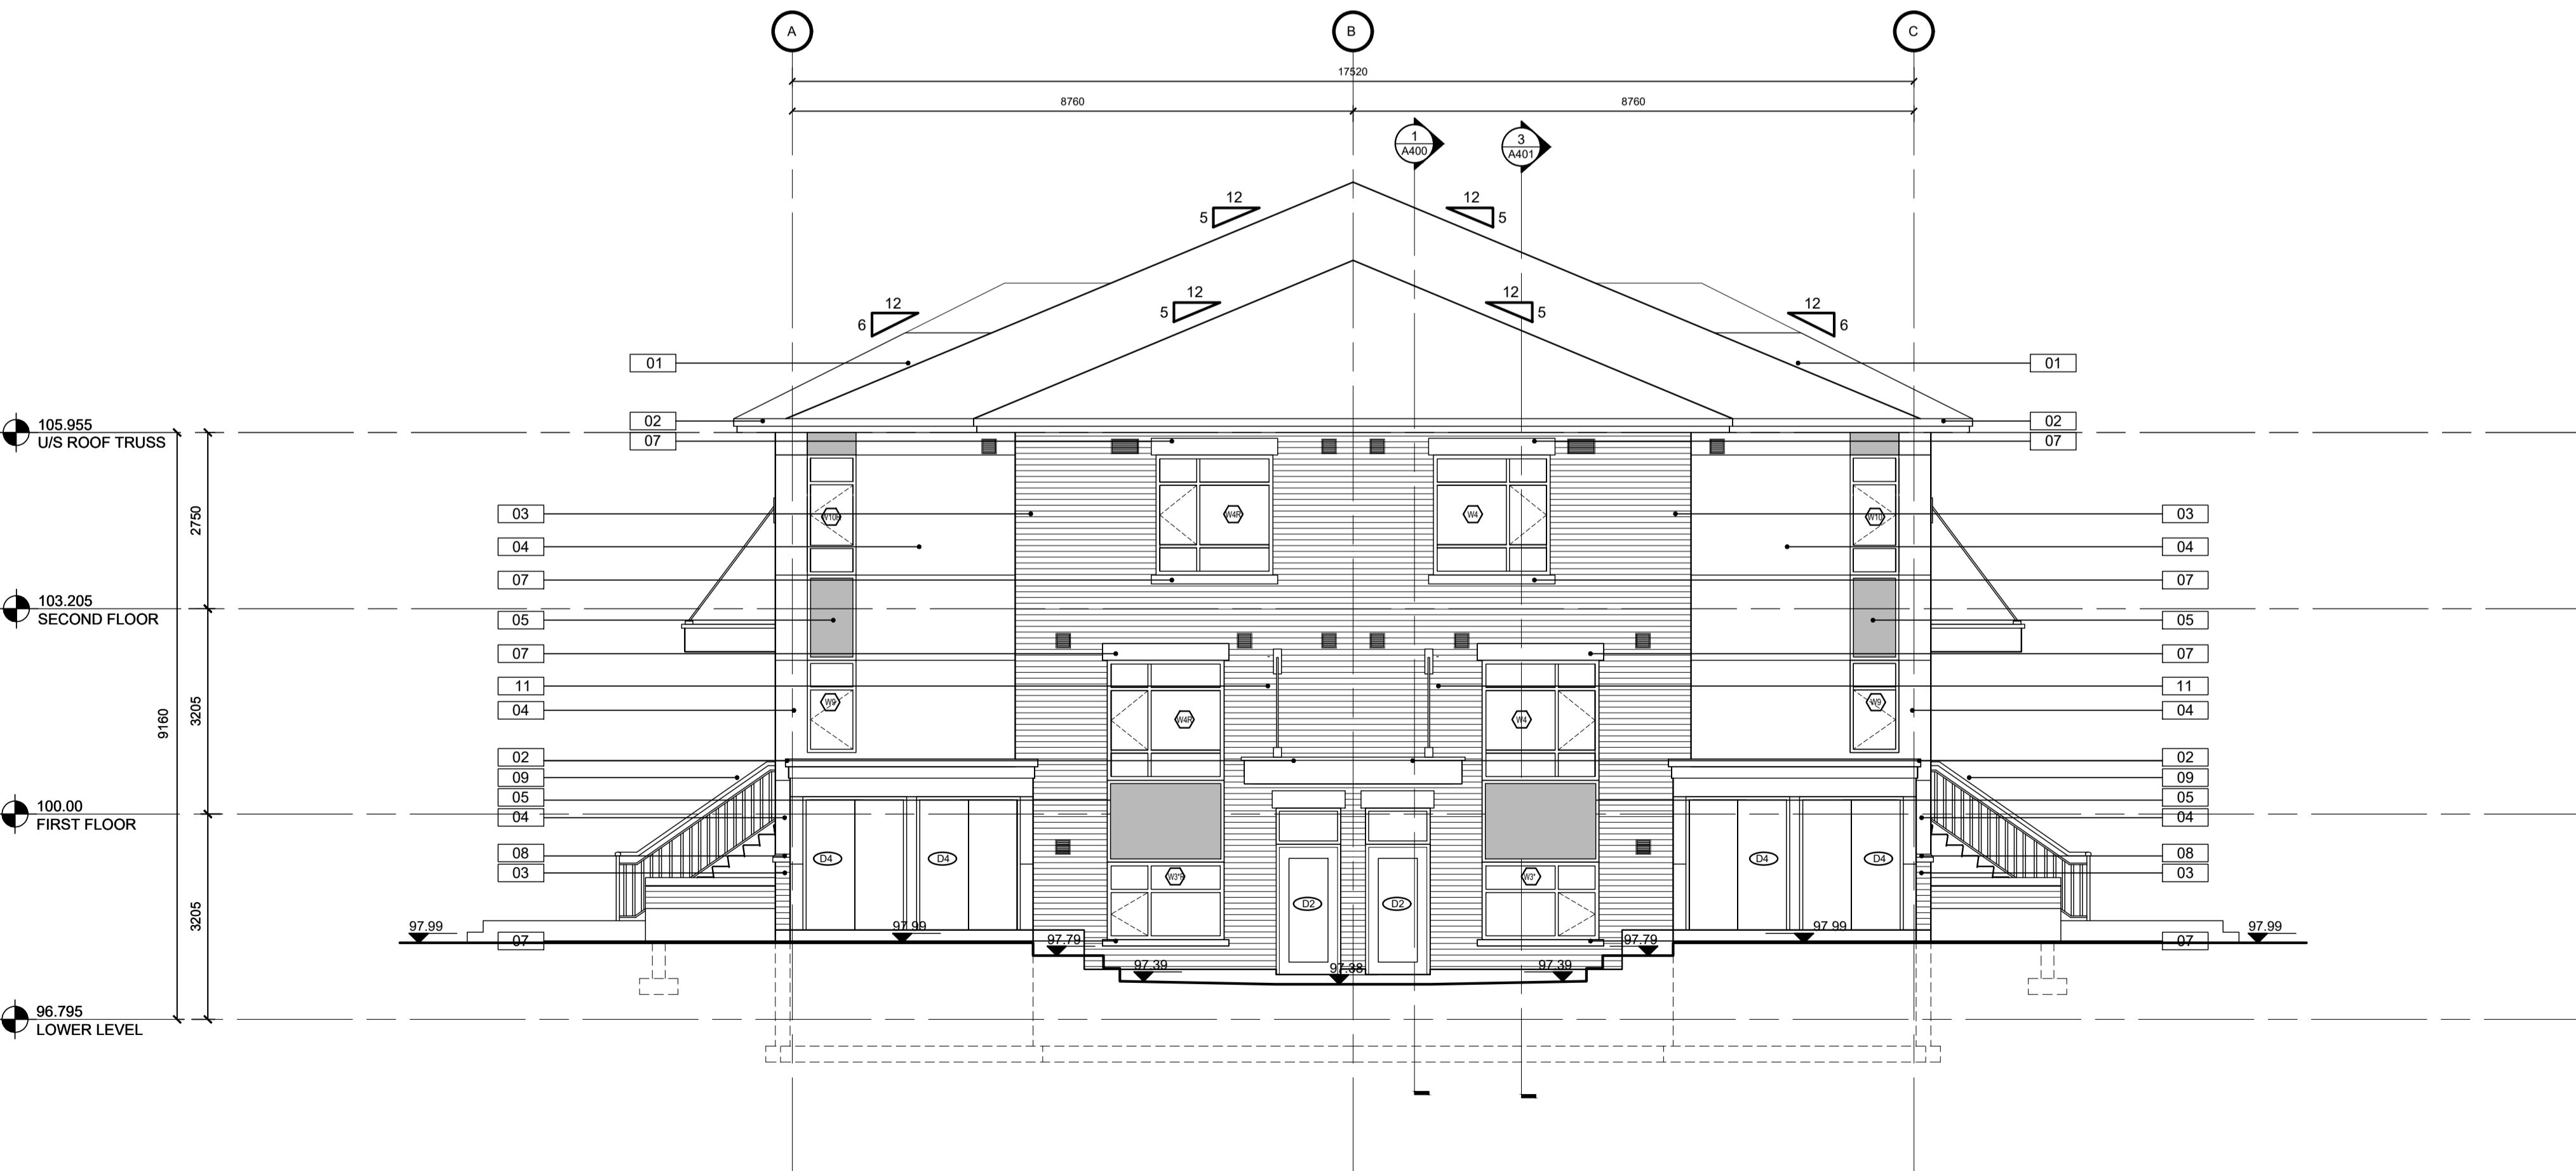 A
B
C
17520
8760
8760
1
A400
3
A401
12
5
12
5
12
5
12
5
12
6
12
6
01
01
02
02
07
07
105.955
U/S ROOF TRUSS
03
03
W10R
W4R
W4
W10
04
04
2750
07
07
103.205
SECOND FLOOR
05
05
07
07
11
11
W9
W4R
W4
W9
04
04
9160
3205
02
02
09
09
05
05
100.00
FIRST FLOOR
04
04
08
08
D4
D4
D4
D4
03
03
W3*R
W3*
D2
D2
3205
97.99
97.99
97.99
97.99
07
07
97.79
97.79
97.39
97.38
97.39
96.795
LOWER LEVEL